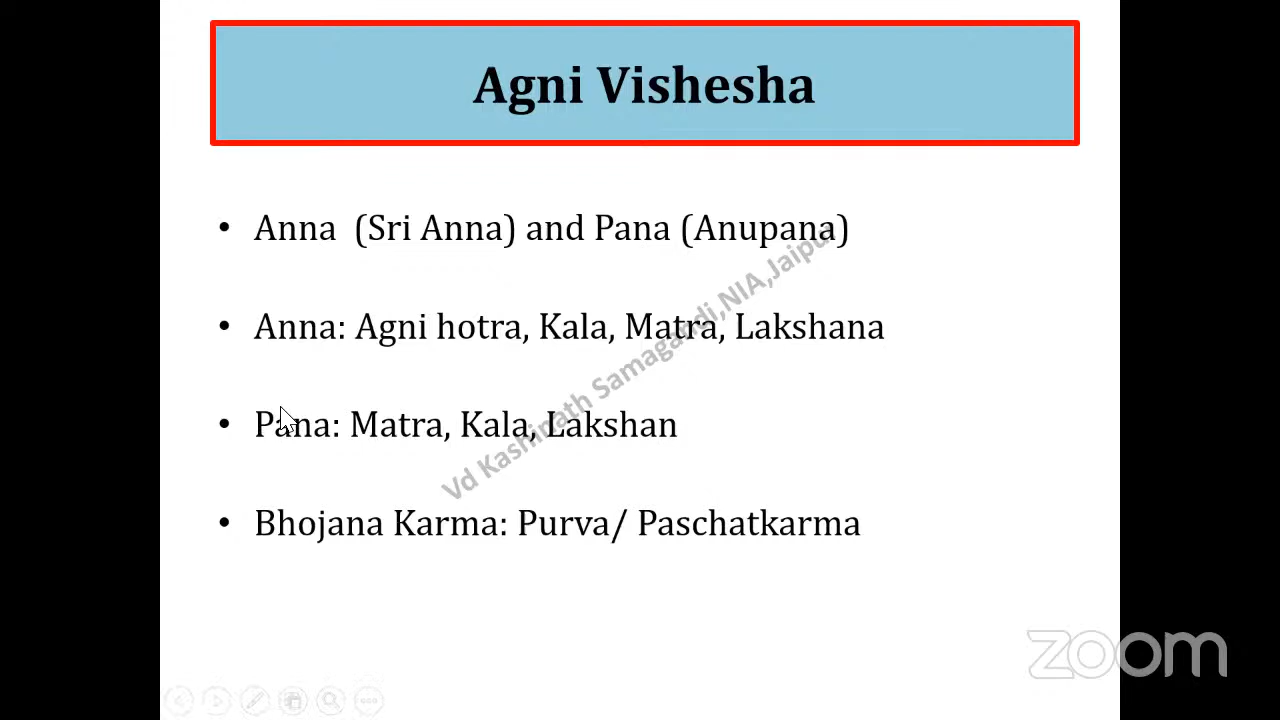 Agni Vishesha
• Anna (Sri Anna) and Pana (Anupana)
• Anna: Agni hotra, Kala, Matra, Lakshana
• Pana: Matra, Kala, Lakshan
• Bhojana Karma: Purva/ Paschatkarma
Vd Kashinath Samagandi,NIA,Jaipur
zoom